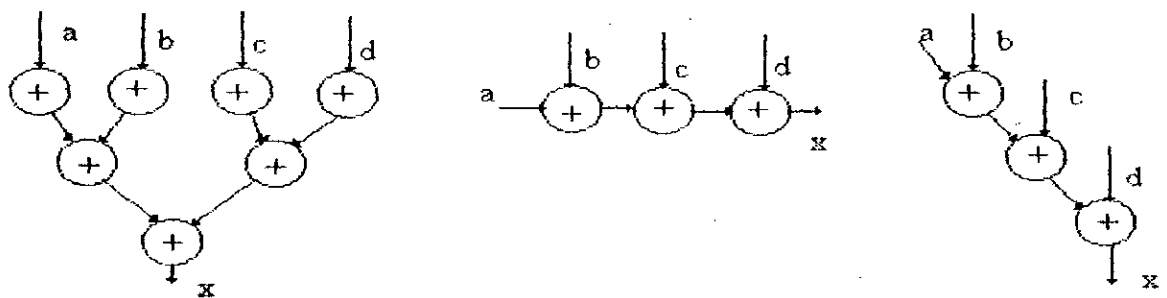 a b c d
+ + + +
+ +
+
x
b c d
a + + +
x
a b
+ c
+ d
+
x